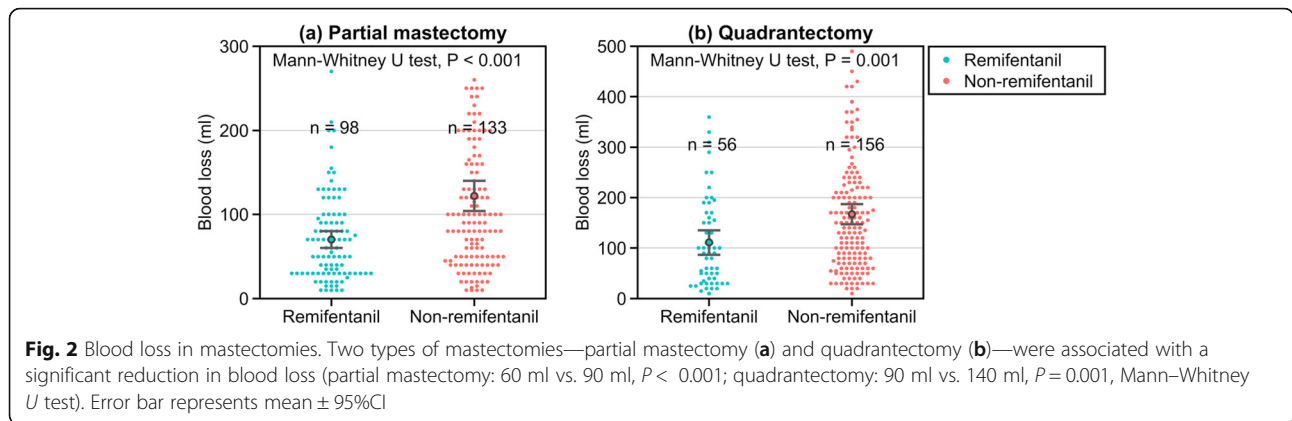 (a) Partial mastectomy
Mann-Whitney U test, P < 0.001
n = 98
n = 133
Blood loss (ml)
300
200
100
0
Remifentanil
Non-remifentanil
(b) Quadrantectomy
Mann-Whitney U test, P = 0.001
n = 56
n = 156
Blood loss (ml)
500
400
300
200
100
0
Remifentanil
Non-remifentanil
Remifentanil
Non-remifentanil
Fig. 2 Blood loss in mastectomies. Two types of mastectomies—partial mastectomy (a) and quadrantectomy (b)—were associated with a
significant reduction in blood loss (partial mastectomy: 60 ml vs. 90 ml, P < 0.001; quadrantectomy: 90 ml vs. 140 ml, P = 0.001, Mann–Whitney
U test). Error bar represents mean ± 95%CI